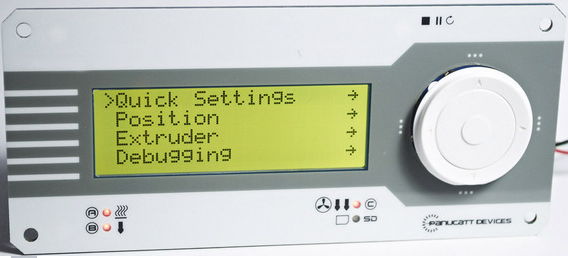 >Quick Settings →
Position →
Extruder →
Debugging →
A
B
C
SD
PANUCATT DEVICES